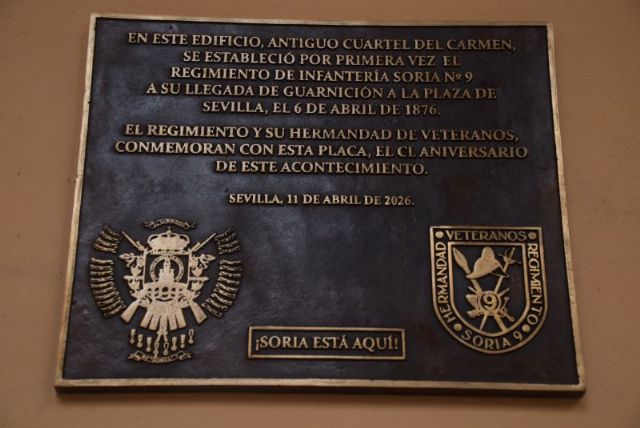 EN ESTE EDIFICIO, ANTIGUO CUARTEL DEL CARMEN,
SE ESTABLECIÓ POR PRIMERA VEZ EL
REGIMIENTO DE INFANTERÍA SORIA Nº 9
A SU LLEGADA DE GUARNICIÓN A LA PLAZA DE
SEVILLA, EL 6 DE ABRIL DE 1876.
EL REGIMIENTO Y SU HERMANDAD DE VETERANOS,
CONMEMORAN CON ESTA PLACA, EL CL ANIVERSARIO
DE ESTE ACONTECIMIENTO.
SEVILLA, 11 DE ABRIL DE 2026.
HERMANDAD VETERANOS REGIMIENTO
SORIA 9
9
¡SORIA ESTÁ AQUÍ!